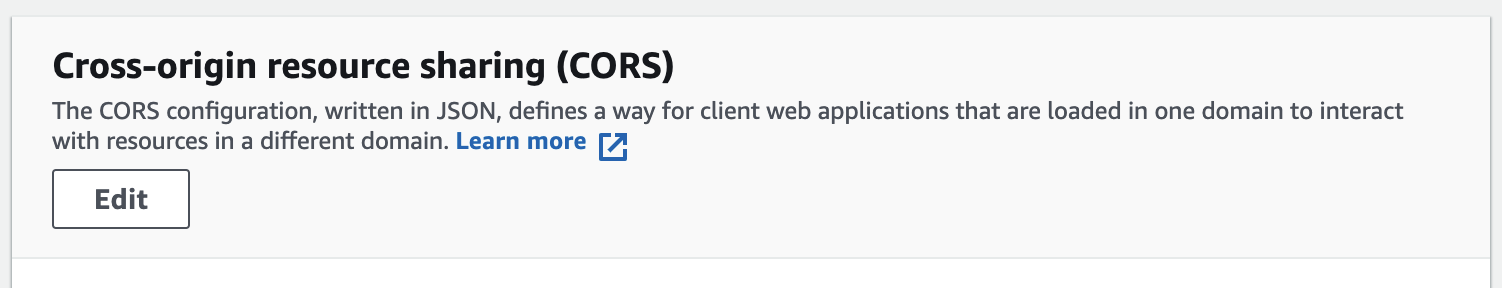 Cross-origin resource sharing (CORS)
The CORS configuration, written in JSON, defines a way for client web applications that are loaded in one domain to interact
with resources in a different domain. Learn more
Edit